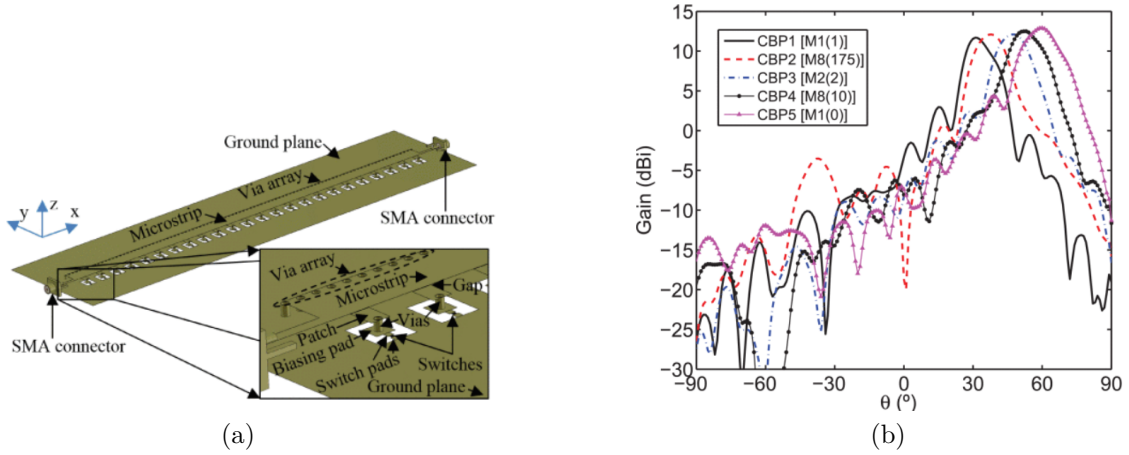 Ground plane
Via array
Microstrip
SMA connector
z
y
x
SMA connector
Via array
Microstrip
Gap
Patch
Vias
Biasing pad
Switch pads
Switches
Ground plane
(a)
15
10
5
0
−5
−10
−15
−20
−25
−30
Gain (dBi)
CBP1 [M1(1)]
CBP2 [M8(175)]
CBP3 [M2(2)]
CBP4 [M8(10)]
CBP5 [M1(0)]
−90 −60 −30 0 30 60 90
θ (º)
(b)